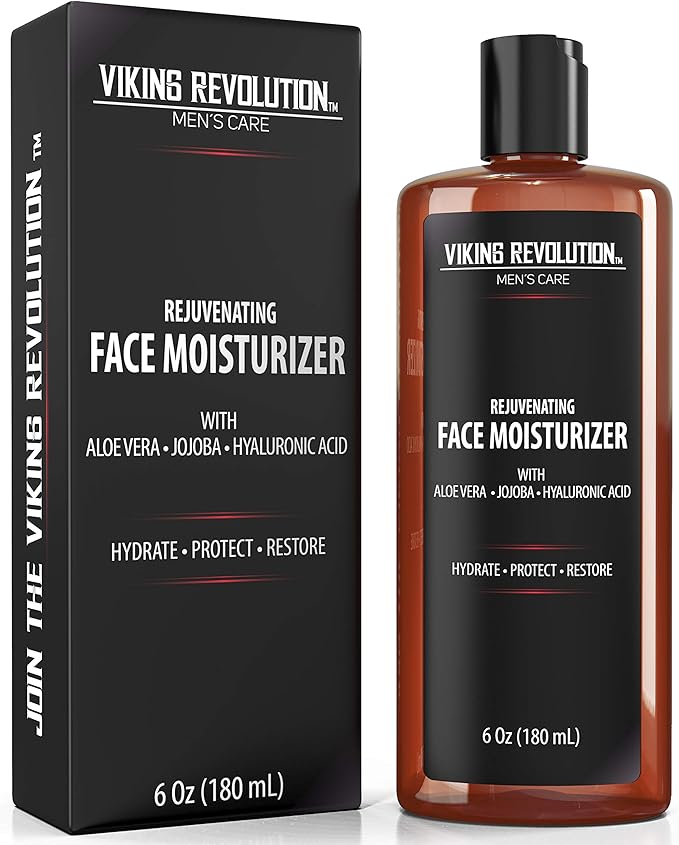 JOIN THE VIKING REVOLUTION™
VIKING REVOLUTION™
MEN'S CARE
REJUVENATING
FACE MOISTURIZER
WITH
ALOE VERA • JOJOBA • HYALURONIC ACID
HYDRATE • PROTECT • RESTORE
6 Oz (180 mL)
VIKING REVOLUTION™
MEN'S CARE
REJUVENATING
FACE MOISTURIZER
WITH
ALOE VERA • JOJOBA • HYALURONIC ACID
HYDRATE • PROTECT • RESTORE
6 Oz (180 mL)